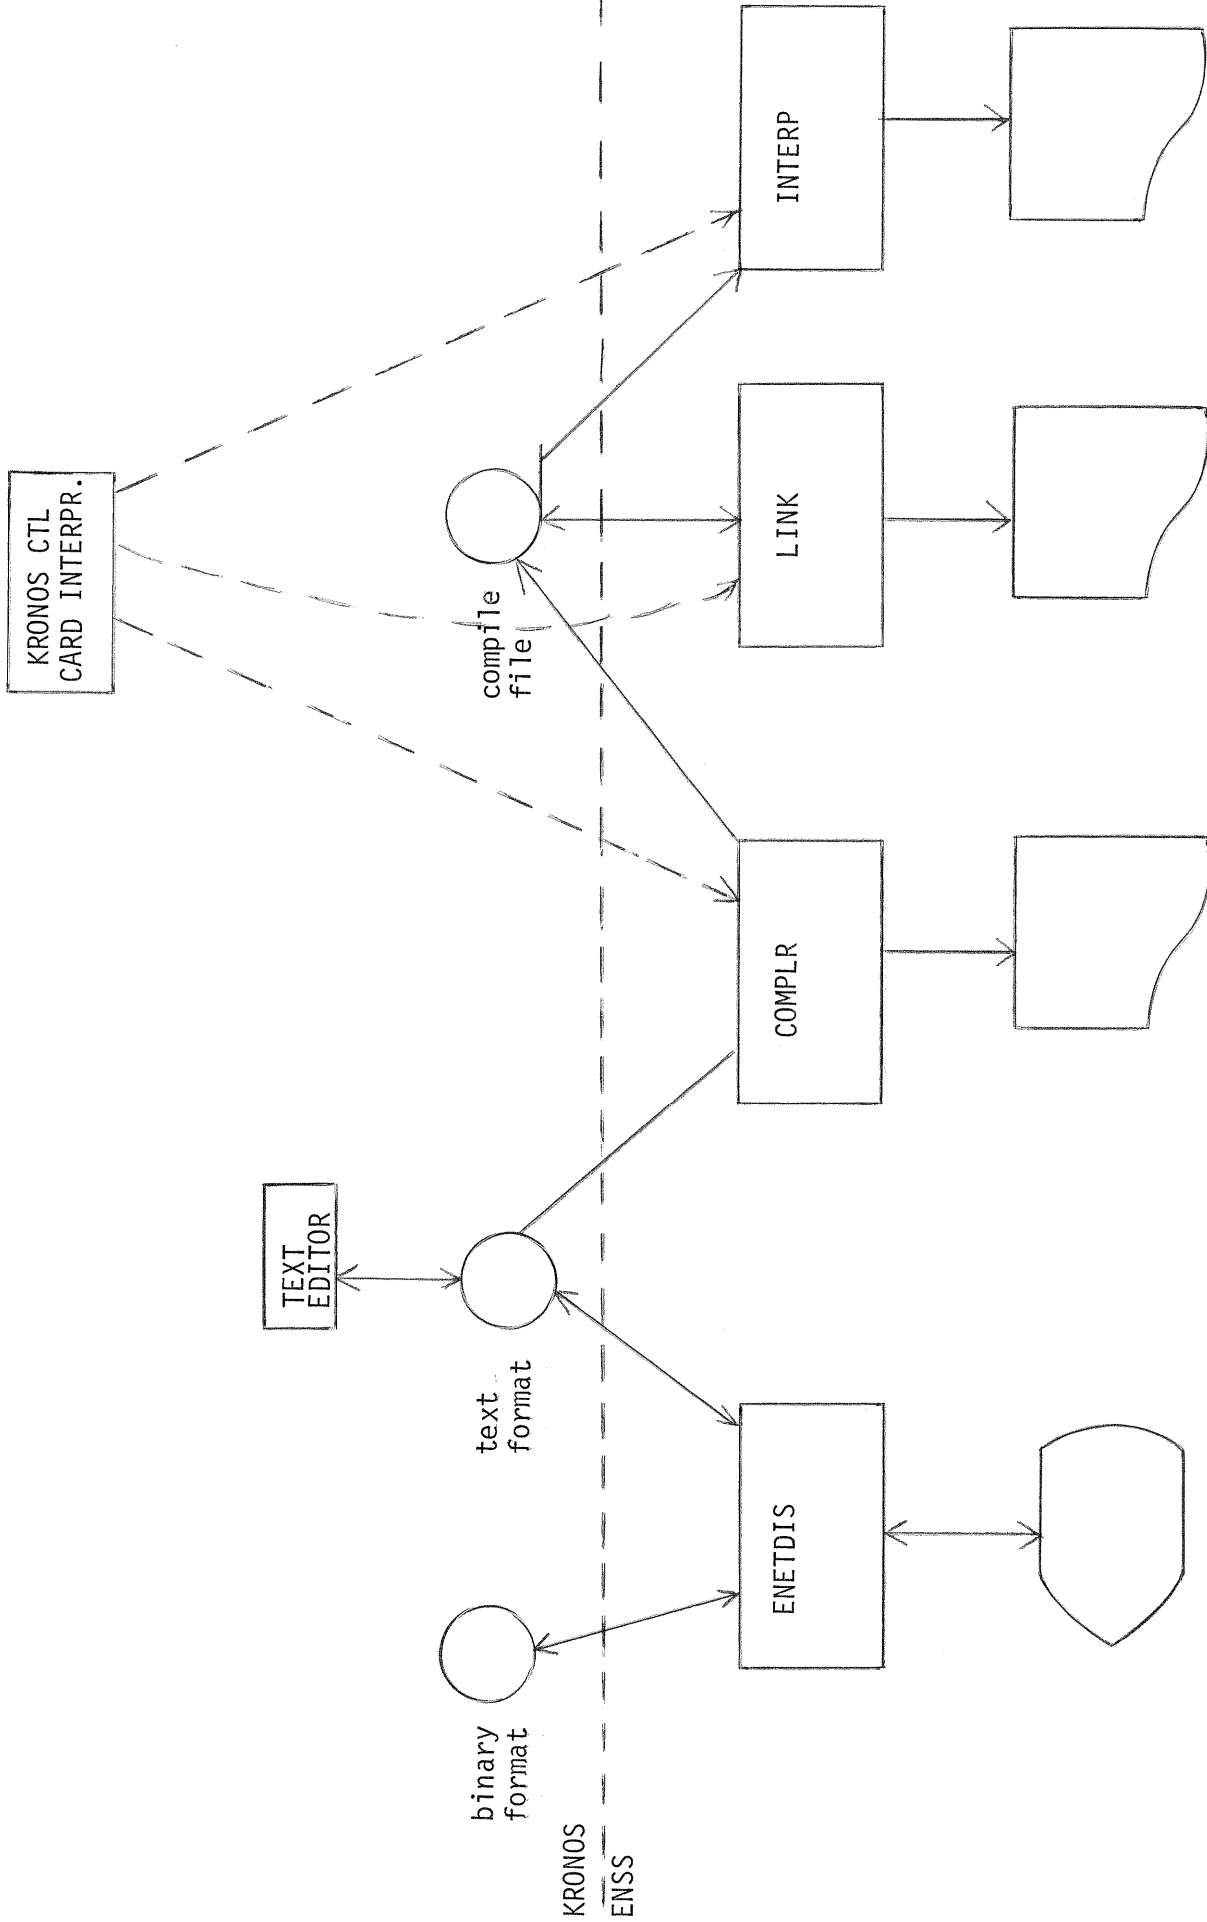 KRONOS CTL
CARD INTERPR.
TEXT
EDITOR
binary
format
text
format
compile
file
KRONOS
ENSS
ENETDIS
COMPLR
LINK
INTERP